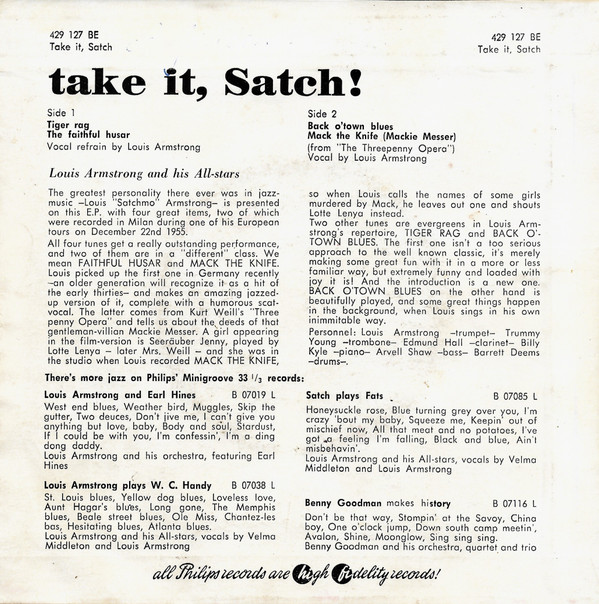 429 127 BE
Take it, Satch
429 127 BE
Take it, Satch
take it, Satch!
Side 1
Tiger rag
The faithful husar
Vocal refrain by Louis Armstrong
Side 2
Back o'town blues
Mack the Knife (Mackie Messer)
(from "The Threepenny Opera")
Vocal by Louis Armstrong
Louis Armstrong and his All-stars
The greatest personality there ever was in jazz-
music –Louis "Satchmo" Armstrong– is presented
on this E.P. with four great items, two of which
were recorded in Milano during one of his European
tours on December 22nd 1955.
All four tunes get a really outstanding performance,
and two of them are in a "different" class. We
mean FAITHFUL HUSAR and MACK THE KNIFE.
Louis picked up the first one in Germany recently
–an older generation will recognize it as a hit of
the early thirties– and makes an amazing jazzed-
up version of it, complete with a humorous scat-
vocal. The latter comes from Kurt Weill's "Three
penny Opera" and tells us about the deeds of that
gentleman-villian Mackie Messer. A girl appearing
in the film-version is Seeräuber Jenny, played by
Lotte Lenya – later Mrs. Weill – and she was in
the studio when Louis recorded MACK THE KNIFE,
so when Louis calls the names of some girls
murdered by Mack, he leaves out one and shouts
Lotte Lenya instead.
Two other tunes are evergreens in Louis Arm-
strong's repertoire, TIGER RAG and BACK O'-
TOWN BLUES. The first one isn't a too serious
approach to the well known classic, it's merely
making some great fun with it in a more or less
familiar way, but extremely funny and loaded with
joy it is! And the introduction is a new one.
BACK O'TOWN BLUES on the other hand is
beautifully played, and some great things happen
in the background, when Louis sings in his own
inimmitable way.
Personnel: Louis Armstrong –trumpet– Trummy
Young –trombone– Edmund Hall –clarinet– Billy
Kyle –piano– Arvell Shaw –bass– Barrett Deems
–drums–.
There's more jazz on Philips' Minigroove 33 1/3 records:
Louis Armstrong and Earl Hines B 07019 L
West end blues, Weather bird, Muggles, Skip the
gutter, Two deuces, Don't jive me, I can't give you
anything but love, baby, Body and soul, Stardust,
If I could be with you, I'm confessin', I'm a ding
dong daddy.
Louis Armstrong and his orchestra, featuring Earl
Hines
Louis Armstrong plays W. C. Handy B 07038 L
St. Louis blues, Yellow dog blues, Loveless love,
Aunt Hagar's blues, Long gone, The Memphis
blues, Beale street blues, Ole Miss, Chantez-les
bas, Hesitating blues, Atlanta blues.
Louis Armstrong and his All-stars, vocals by Velma
Middleton and Louis Armstrong
Satch plays Fats B 07085 L
Honeysuckle rose, Blue turning grey over you, I'm
crazy 'bout my baby, Squeeze me, Keepin' out of
mischief now, All that meat and no potatoes, I've
got a feeling I'm falling, Black and blue, Ain't
misbehavin'.
Louis Armstrong and his All-stars, vocals by Velma
Middleton and Louis Armstrong
Benny Goodman makes history B 07116 L
Don't be that way, Stompin' at the Savoy, China
boy, One o'clock jump, Down south camp meetin',
Avalon, Shine, Moonglow, Sing sing sing.
Benny Goodman and his orchestra, quartet and trio
all Philips records are high fidelity records!